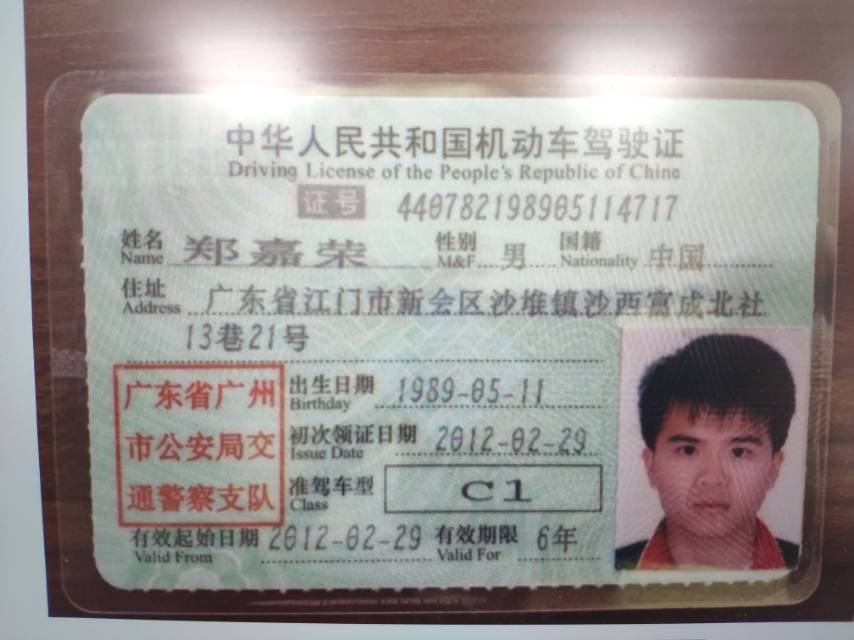 中华人民共和国机动车驾驶证
Driving License of the People's Republic of China
证号 440782198905114717
姓名 Name 郑嘉荣 性别 M&F 男 国籍 Nationality 中国
住址 Address 广东省江门市新会区沙堆镇沙西富成北社
13巷21号
广东省广州
市公安局交
通警察支队
出生日期 Birthday 1989-05-11
初次领证日期 Issue Date 2012-02-29
准驾车型 Class C1
有效起始日期 Valid From 2012-02-29 有效期限 Valid For 6年